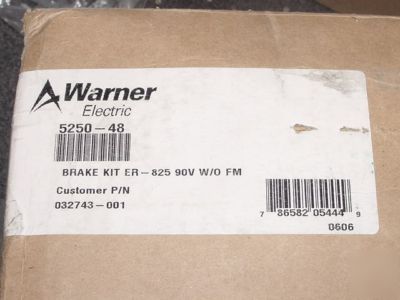 Warner
Electric
5250-48
BRAKE KIT ER-825 90V W/O FM
Customer P/N
032743-001
7 86582 05444 9
0606